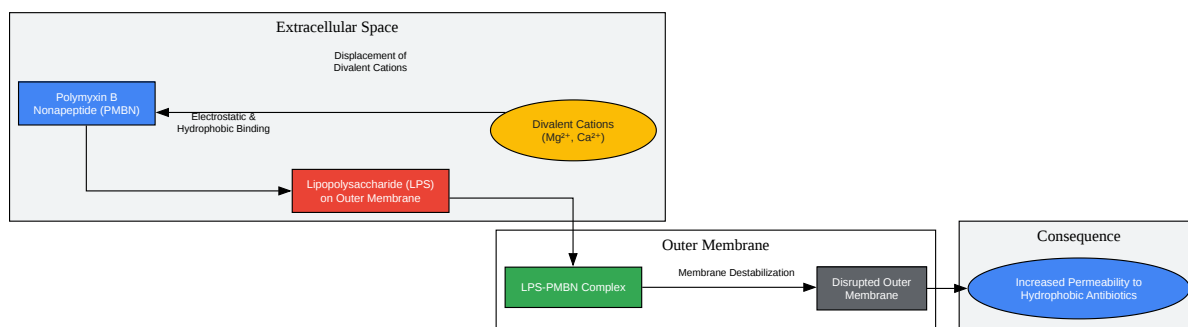 Extracellular Space
Displacement of
Divalent Cations
Polymyxin B
Nonapeptide (PMBN)
Electrostatic &
Hydrophobic Binding
Divalent Cations
(Mg²⁺, Ca²⁺)
Lipopolysaccharide (LPS)
on Outer Membrane
Outer Membrane
LPS-PMBN Complex
Membrane Destabilization
Disrupted Outer
Membrane
Consequence
Increased Permeability to
Hydrophobic Antibiotics